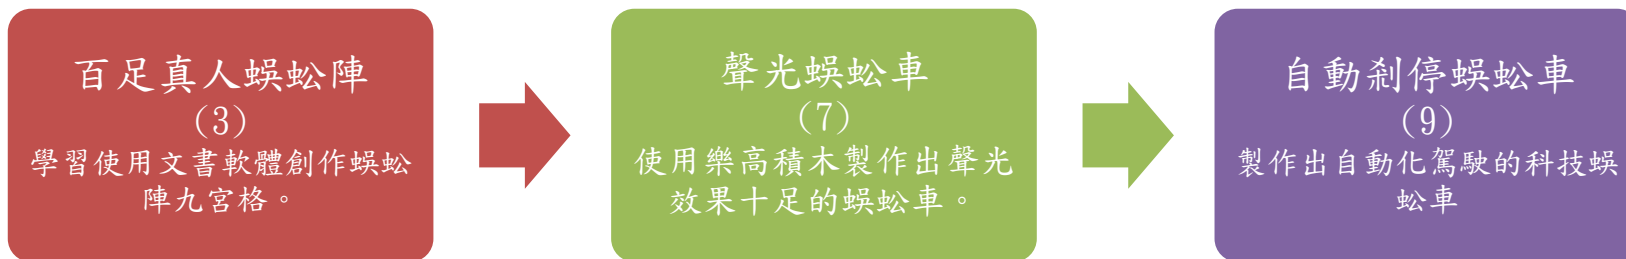 百足真人蜈蚣陣
(3)
學習使用文書軟體創作蜈蚣
陣九宮格。
聲光蜈蚣車
(7)
使用樂高積木製作出聲光
效果十足的蜈蚣車。
自動剎停蜈蚣車
(9)
製作出自動化駕駛的科技蜈
蚣車